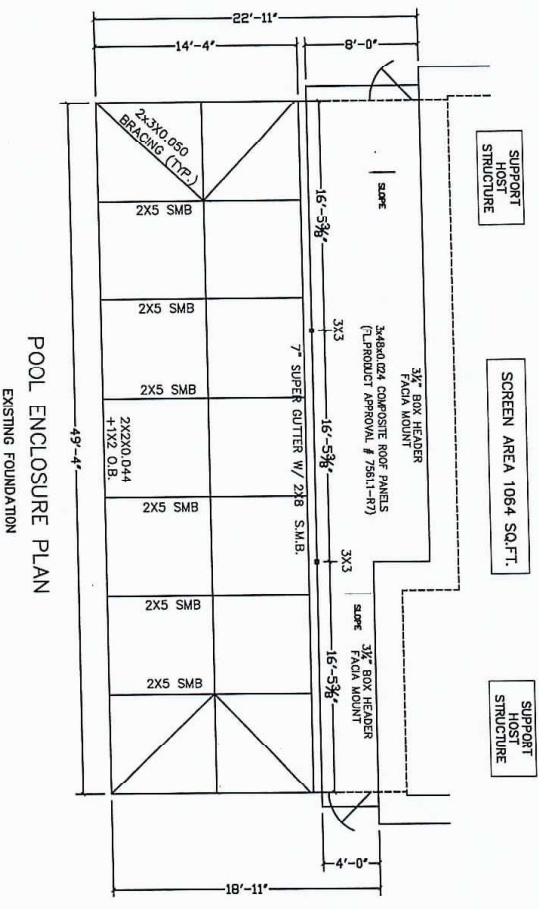 SUPPORT
HOST
STRUCTURE
SCREEN AREA 1064 SQ.FT.
SUPPORT
HOST
STRUCTURE
22'-11"
14'-4"
8'-0"
SLOPE
3¼" BOX HEADER
FACIA MOUNT
3x48x0.024 COMPOSITE ROOF PANELS
(FL.PRODUCT APPROVAL # 7561.1-R7)
SLOPE
3¼" BOX HEADER
FACIA MOUNT
16'-5⅜"
3X3
16'-5⅜"
3X3
16'-5⅜"
7" SUPER GUTTER W/ 2X8 S.M.B.
2x3X0.050
BRACING (TYP.)
2X5 SMB
2X5 SMB
2X5 SMB
2X5 SMB
2X5 SMB
2X5 SMB
2X2X0.044
+1X2 O.B.
4'-0"
18'-11"
49'-4"
POOL ENCLOSURE PLAN
EXISTING FOUNDATION